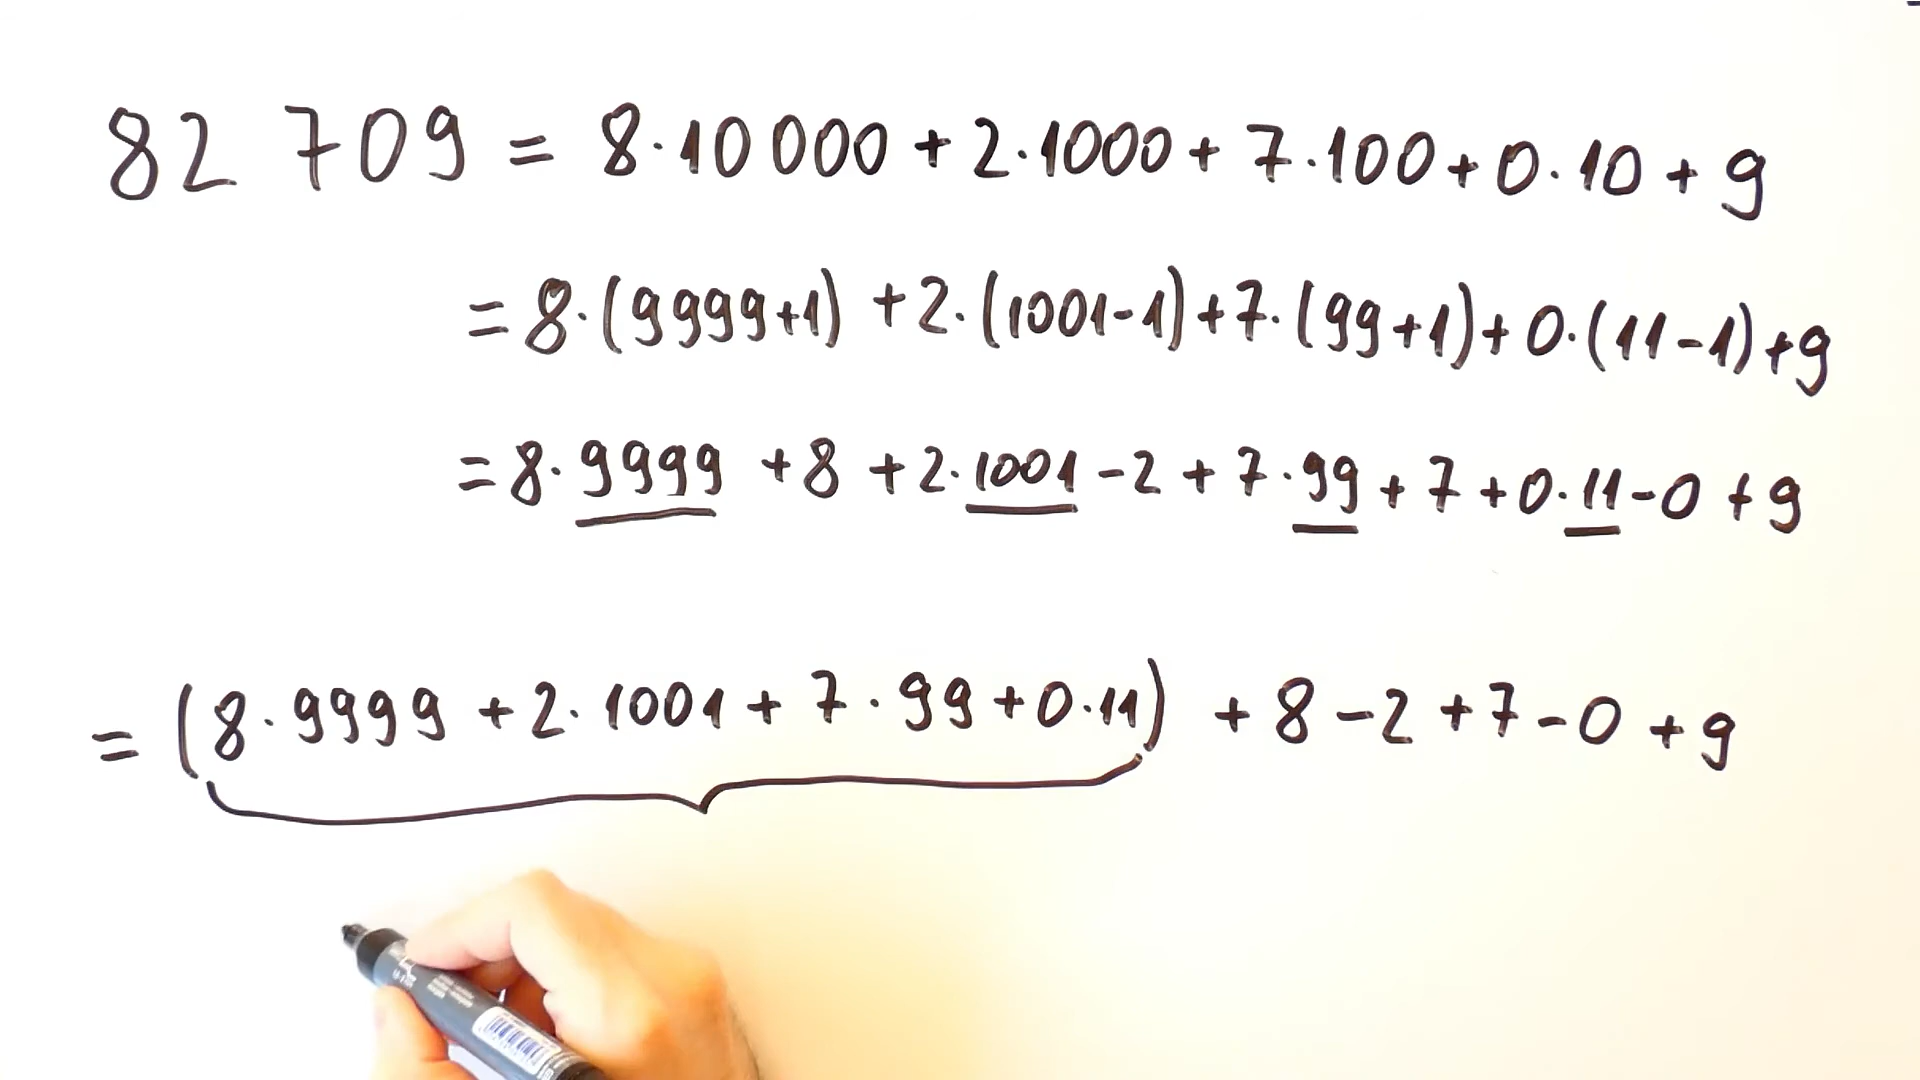 82 709 = 8·10 000 + 2·1000 + 7·100 + 0·10 + 9
= 8·(9999+1) + 2·(1001-1) + 7·(99+1) + 0·(11-1) + 9
= 8·9999 + 8 + 2·1001 - 2 + 7·99 + 7 + 0·11 - 0 + 9
= (8·9999 + 2·1001 + 7·99 + 0·11) + 8 - 2 + 7 - 0 + 9